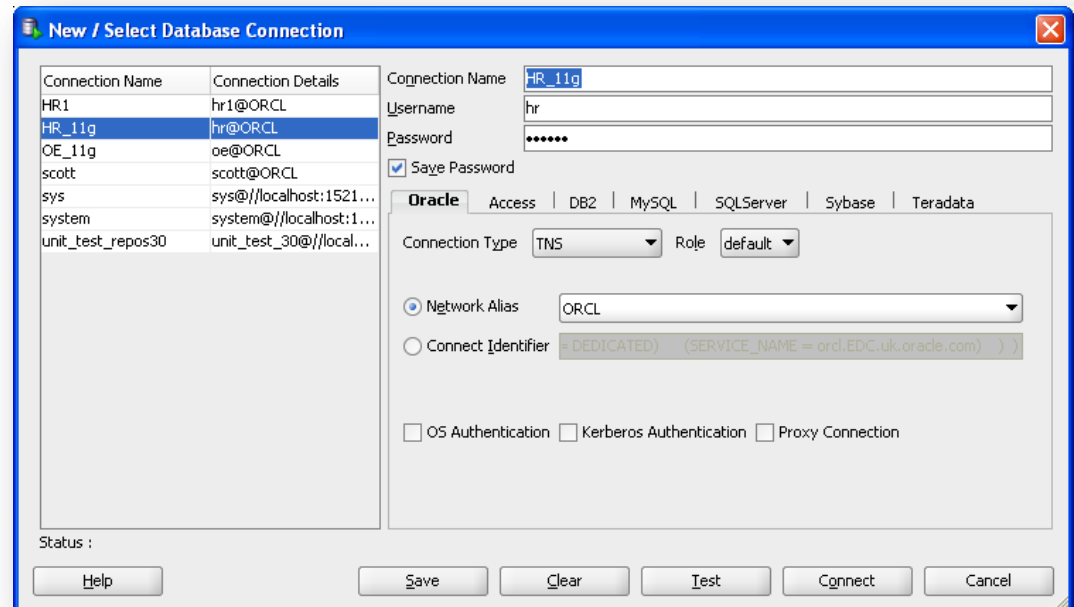 New / Select Database Connection
Connection Name Connection Details
HR1 hr1@ORCL
HR_11g hr@ORCL
OE_11g oe@ORCL
scott scott@ORCL
sys sys@//localhost:1521...
system system@//localhost:1...
unit_test_repos30 unit_test_30@//local...
Connection Name HR_11g
Username hr
Password ••••••
Save Password
Oracle Access DB2 MySQL SQLServer Sybase Teradata
Connection Type TNS Role default
Network Alias ORCL
Connect Identifier = DEDICATED) (SERVICE_NAME = orcl.EDC.uk.oracle.com) ) )
OS Authentication Kerberos Authentication Proxy Connection
Status :
Help Save Clear Test Connect Cancel